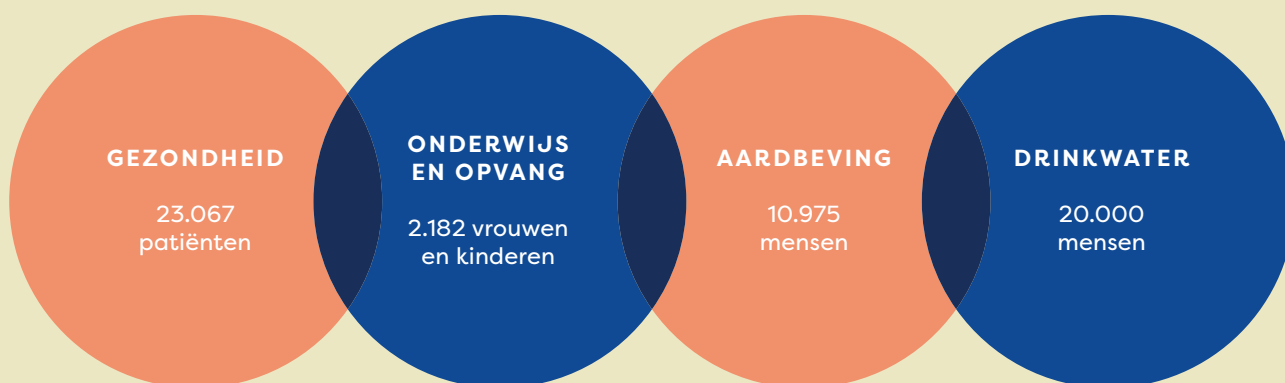 GEZONDHEID
23.067
patiënten
ONDERWIJS
EN OPVANG
2.182 vrouwen
en kinderen
AARDBEVING
10.975
mensen
DRINKWATER
20.000
mensen